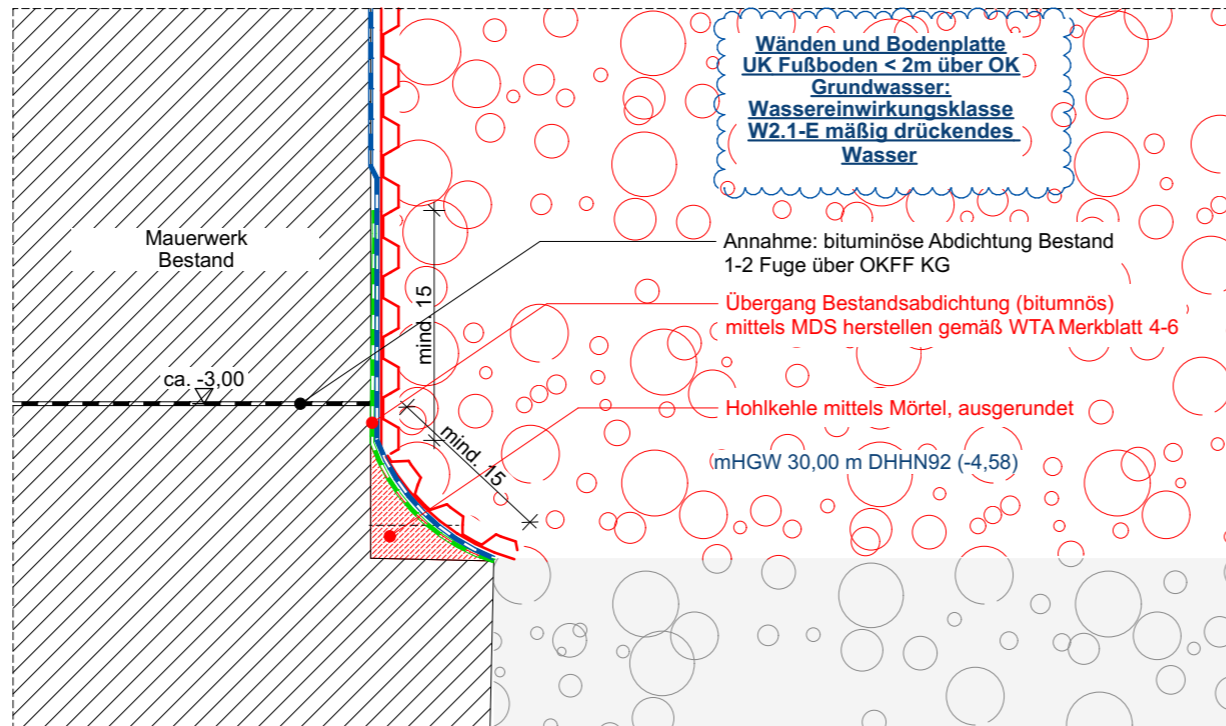 Wänden und Bodenplatte
UK Fußboden < 2m über OK
Grundwasser:
Wassereinwirkungsklasse
W2.1-E mäßig drückendes
Wasser
Mauerwerk
Bestand
Annahme: bituminöse Abdichtung Bestand
1-2 Fuge über OKFF KG
mind. 15
Übergang Bestandsabdichtung (bitumnös)
mittels MDS herstellen gemäß WTA Merkblatt 4-6
ca. -3,00
Hohlkehle mittels Mörtel, ausgerundet
mind. 15
mHGW 30,00 m DHHN92 (-4,58)